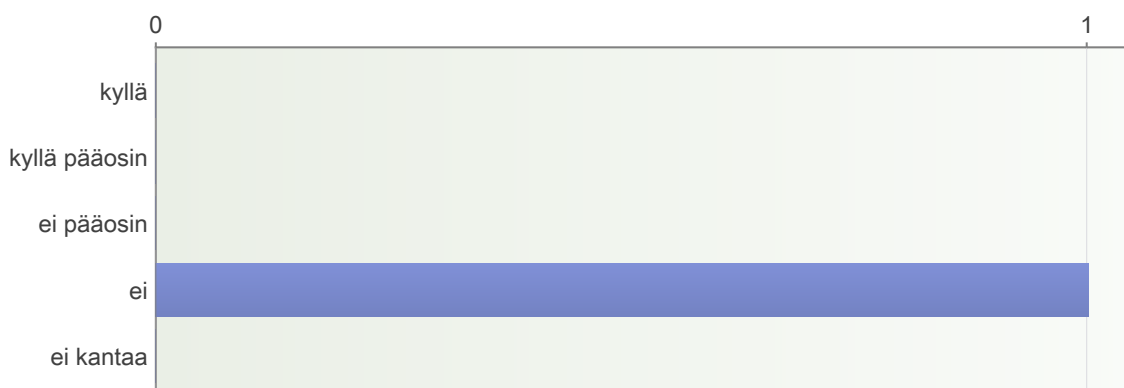 0 1
kyllä
kyllä pääosin
ei pääosin
ei
ei kantaa